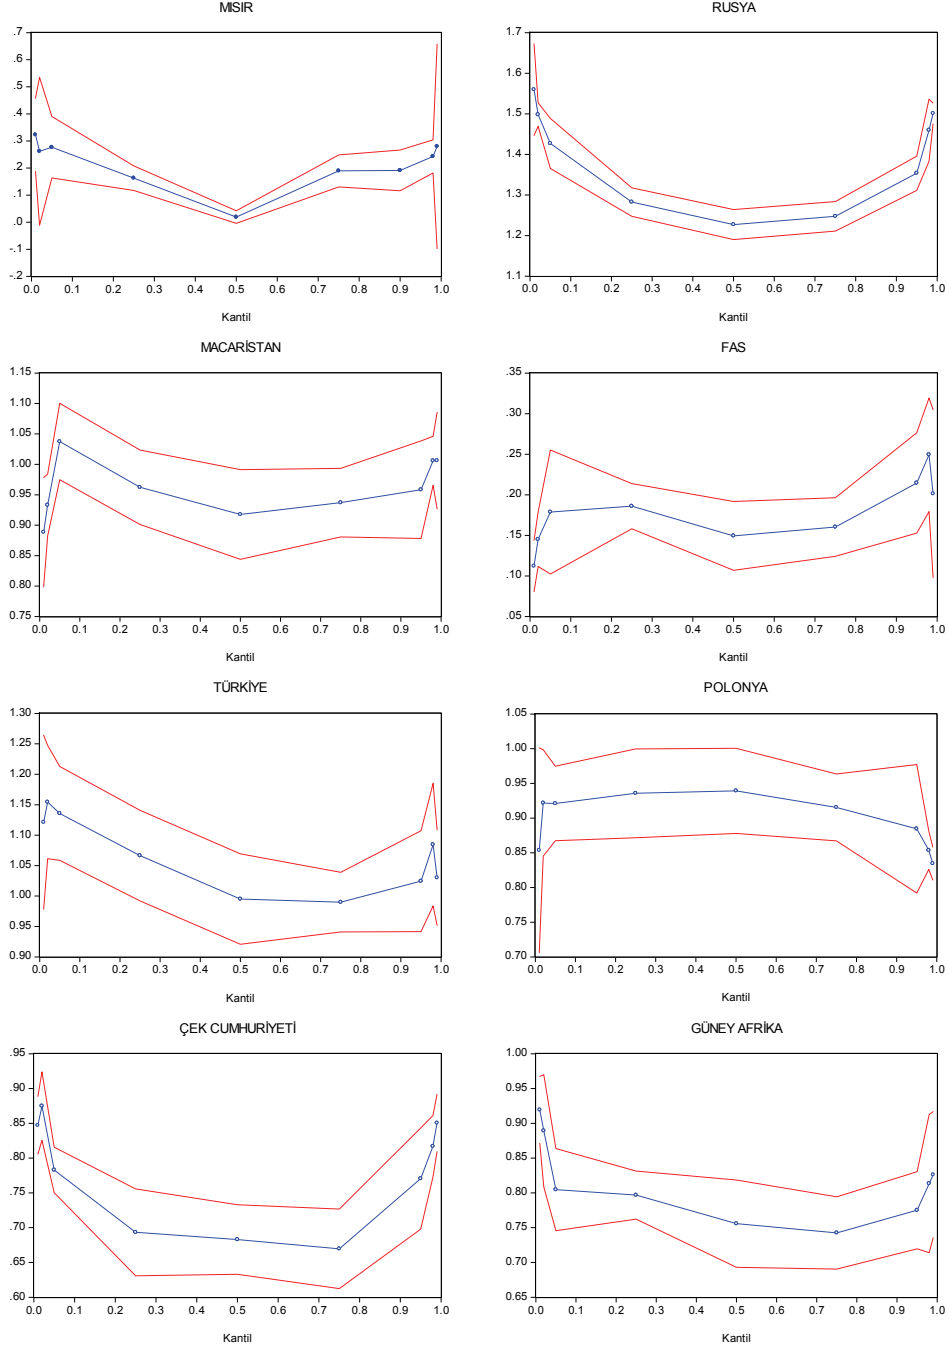 MISIR
.7
.6
.5
.4
.3
.2
.1
.0
-.1
-.2
0.0 0.1 0.2 0.3 0.4 0.5 0.6 0.7 0.8 0.9 1.0
Kantil
RUSYA
1.7
1.6
1.5
1.4
1.3
1.2
1.1
0.0 0.1 0.2 0.3 0.4 0.5 0.6 0.7 0.8 0.9 1.0
Kantil
MACARİSTAN
1.15
1.10
1.05
1.00
0.95
0.90
0.85
0.80
0.75
0.0 0.1 0.2 0.3 0.4 0.5 0.6 0.7 0.8 0.9 1.0
Kantil
FAS
.35
.30
.25
.20
.15
.10
.05
0.0 0.1 0.2 0.3 0.4 0.5 0.6 0.7 0.8 0.9 1.0
Kantil
TÜRKİYE
1.30
1.25
1.20
1.15
1.10
1.05
1.00
0.95
0.90
0.0 0.1 0.2 0.3 0.4 0.5 0.6 0.7 0.8 0.9 1.0
Kantil
POLONYA
1.05
1.00
0.95
0.90
0.85
0.80
0.75
0.70
0.0 0.1 0.2 0.3 0.4 0.5 0.6 0.7 0.8 0.9 1.0
Kantil
ÇEK CUMHURİYETİ
.95
.90
.85
.80
.75
.70
.65
.60
0.0 0.1 0.2 0.3 0.4 0.5 0.6 0.7 0.8 0.9 1.0
Kantil
GÜNEY AFRİKA
1.00
0.95
0.90
0.85
0.80
0.75
0.70
0.65
0.0 0.1 0.2 0.3 0.4 0.5 0.6 0.7 0.8 0.9 1.0
Kantil